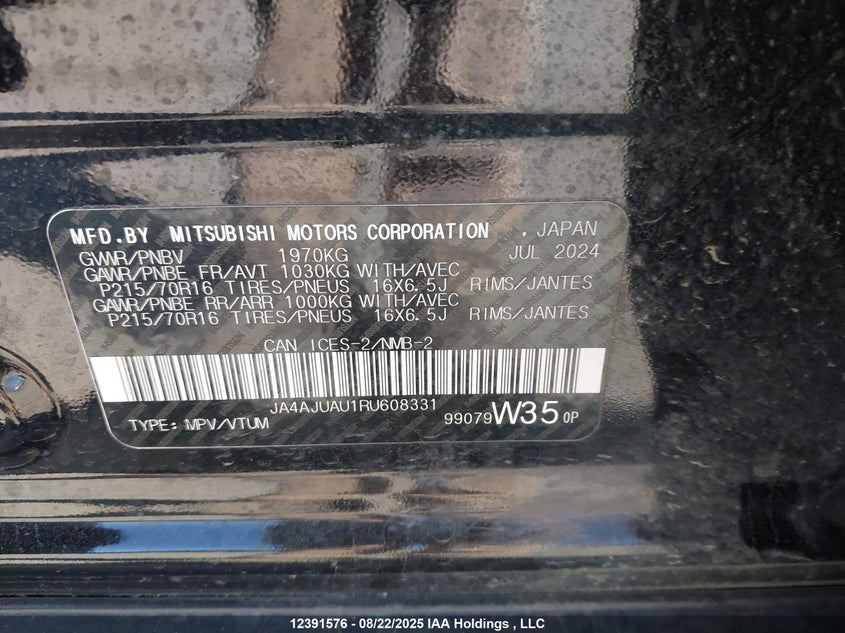 MFD.BY MITSUBISHI MOTORS CORPORATION , JAPAN
GVWR/PNBV 1970KG JUL 2024
GAWR/PNBE FR/AVT 1030KG WITH/AVEC
P215/70R16 TIRES/PNEUS 16X6.5J RIMS/JANTES
GAWR/PNBE RR/ARR 1000KG WITH/AVEC
P215/70R16 TIRES/PNEUS 16X6.5J RIMS/JANTES
CAN ICES-2/NMB-2
JA4AJUAU1RU608331
TYPE: MPV/VTUM 99079W350P
12391576 - 08/22/2025 IAA Holdings , LLC